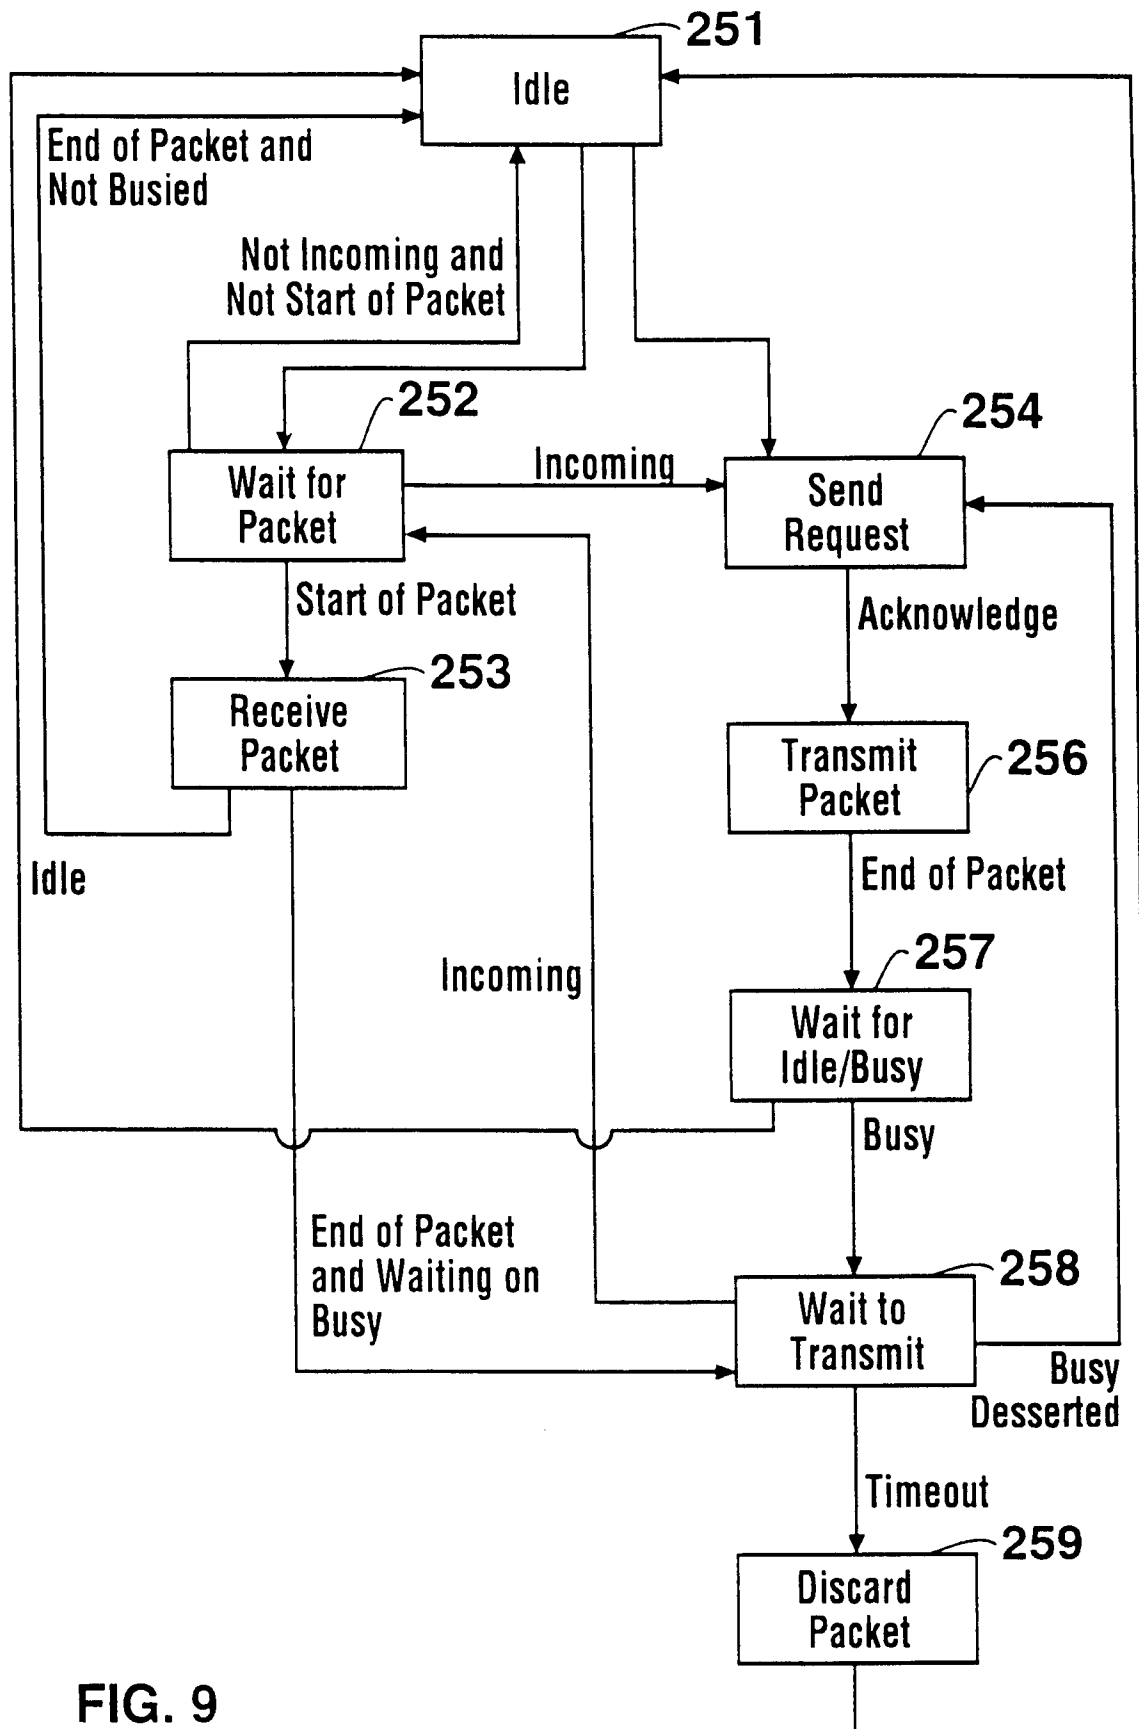 251
Idle
End of Packet and
Not Busied
Not Incoming and
Not Start of Packet
252
254
Incoming
Wait for
Packet
Send
Request
Start of Packet
Acknowledge
253
Receive
Packet
Transmit
Packet
256
Idle
End of Packet
257
Incoming
Wait for
Idle/Busy
Busy
End of Packet
and Waiting on
Busy
258
Wait to
Transmit
Busy
Desserted
Timeout
259
Discard
Packet
FIG. 9